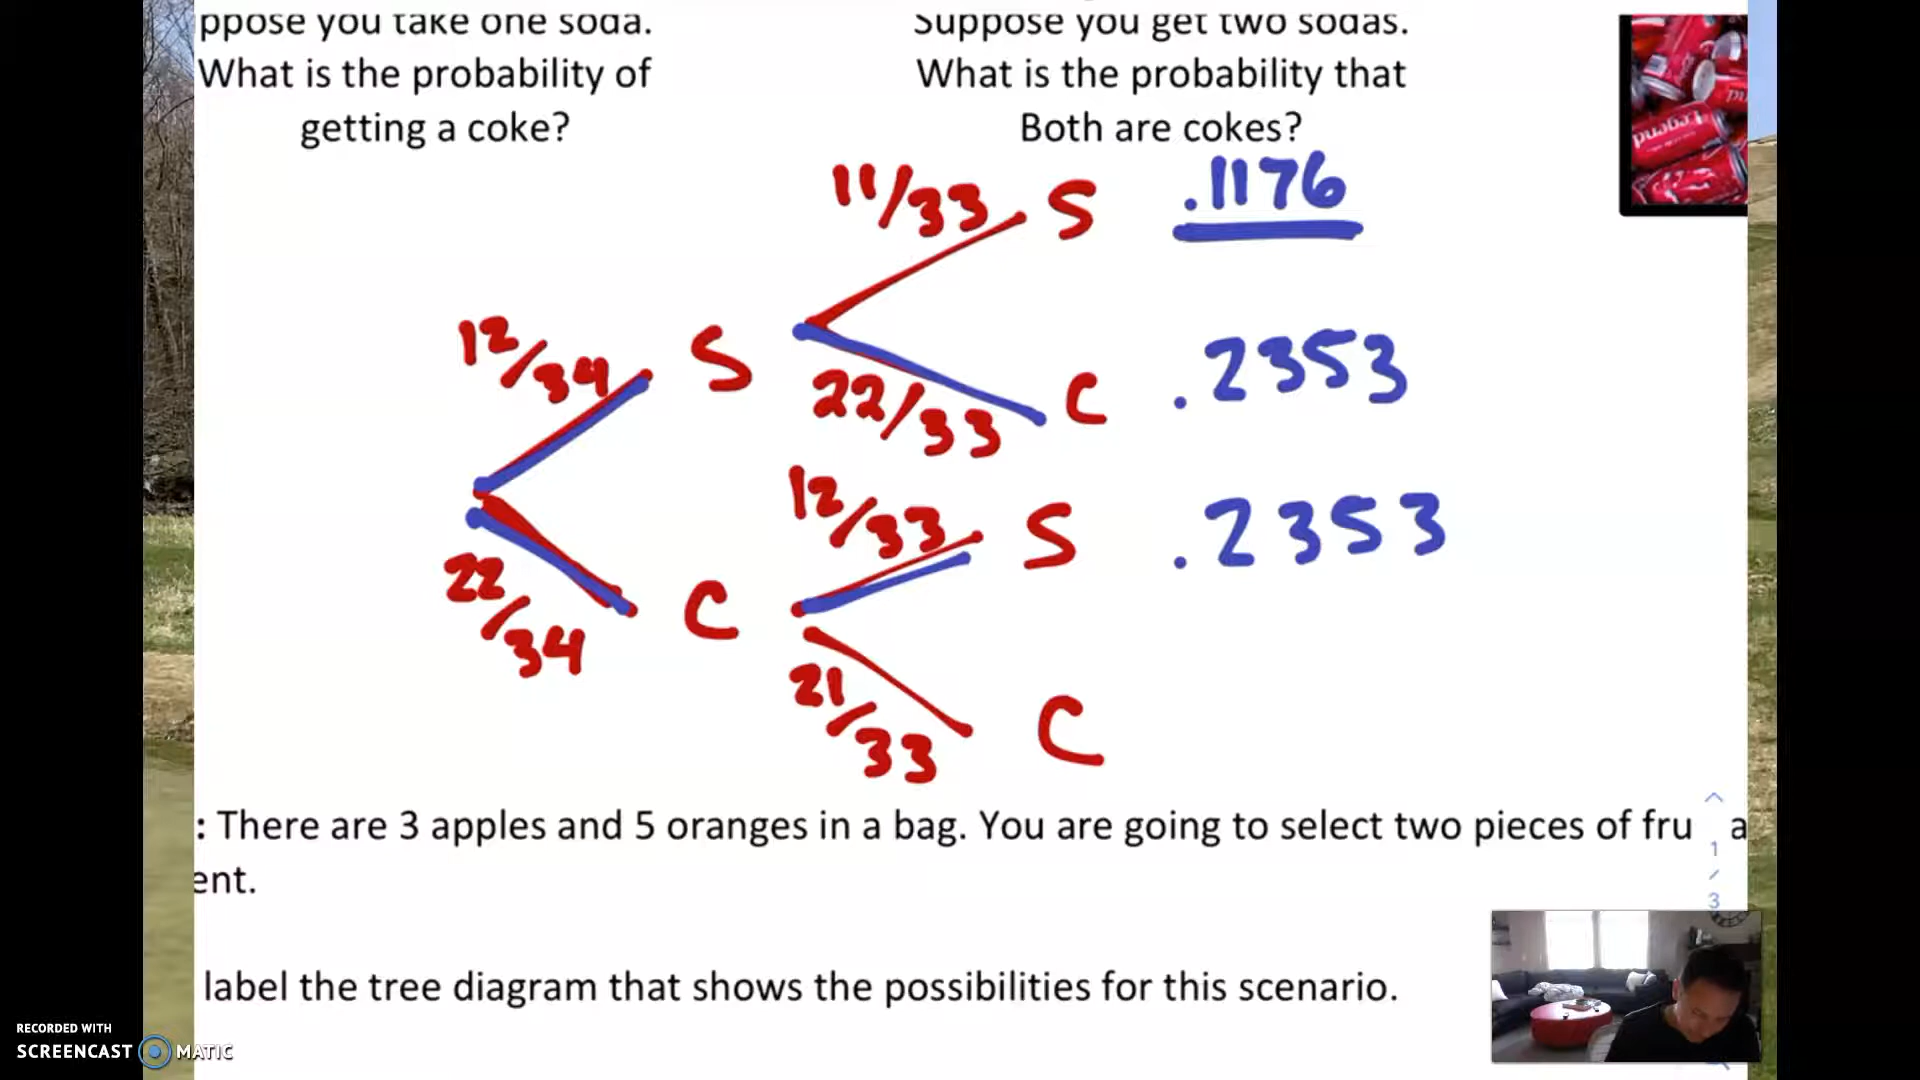 ppose you take one soda.
What is the probability of
getting a coke?
Suppose you get two sodas.
What is the probability that
Both are cokes?
Legend
11/33 S .1176
12/34 S
22/33 C .2353
12/33 S .2353
22/34 C
21/33 C
: There are 3 apples and 5 oranges in a bag. You are going to select two pieces of fru a
ent.
label the tree diagram that shows the possibilities for this scenario.
1
/
3
RECORDED WITH
SCREENCAST MATIC